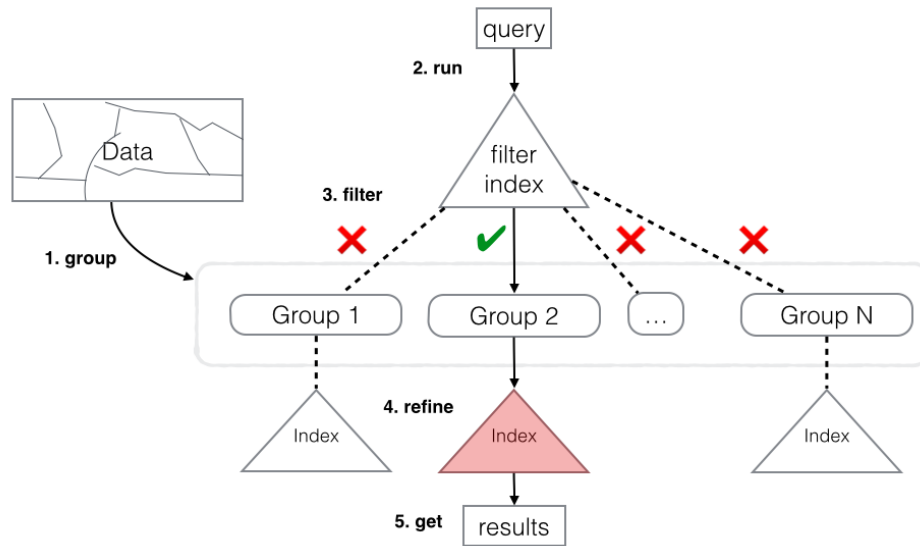 query
2. run
Data
filter
index
3. filter
1. group
Group 1
Group 2
...
Group N
4. refine
Index
Index
Index
5. get
results